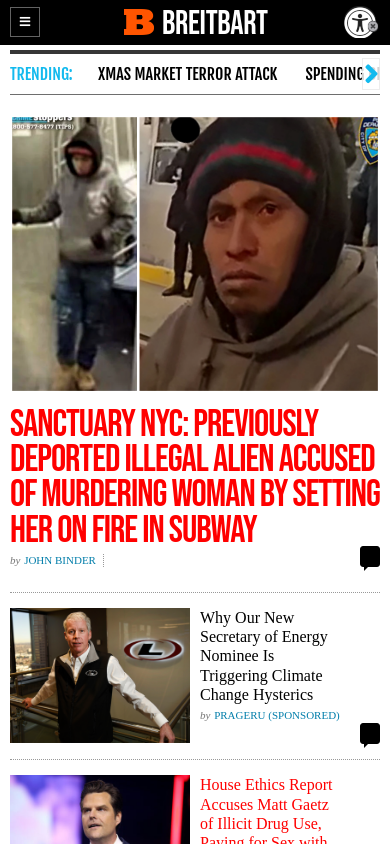 BREITBART
TRENDING:
XMAS MARKET TERROR ATTACK
SPENDING
stoppers
800-577-8477 (TIPS)
SANCTUARY NYC: PREVIOUSLY
DEPORTED ILLEGAL ALIEN ACCUSED
OF MURDERING WOMAN BY SETTING
HER ON FIRE IN SUBWAY
by JOHN BINDER
Why Our New
Secretary of Energy
Nominee Is
Triggering Climate
Change Hysterics
by PRAGERU (SPONSORED)
House Ethics Report
Accuses Matt Gaetz
of Illicit Drug Use,
Paying for Sex with